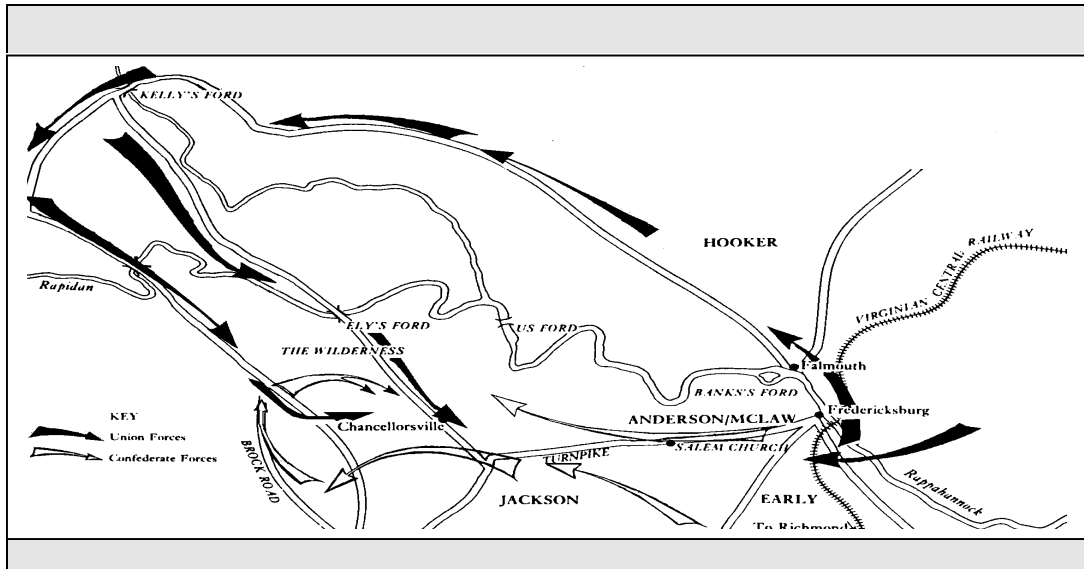 KELLY'S FORD
HOOKER
VIRGINIAN CENTRAL RAILWAY
Rapidan
ELY'S FORD
US FORD
THE WILDERNESS
Falmouth
BANKS'S FORD
KEY
Union Forces
Confederate Forces
Chancellorsville
ANDERSON/MCLAW
Fredericksburg
BROCK ROAD
TURNPIKE
SALEM CHURCH
JACKSON
EARLY
Rappahannock
To Richmond